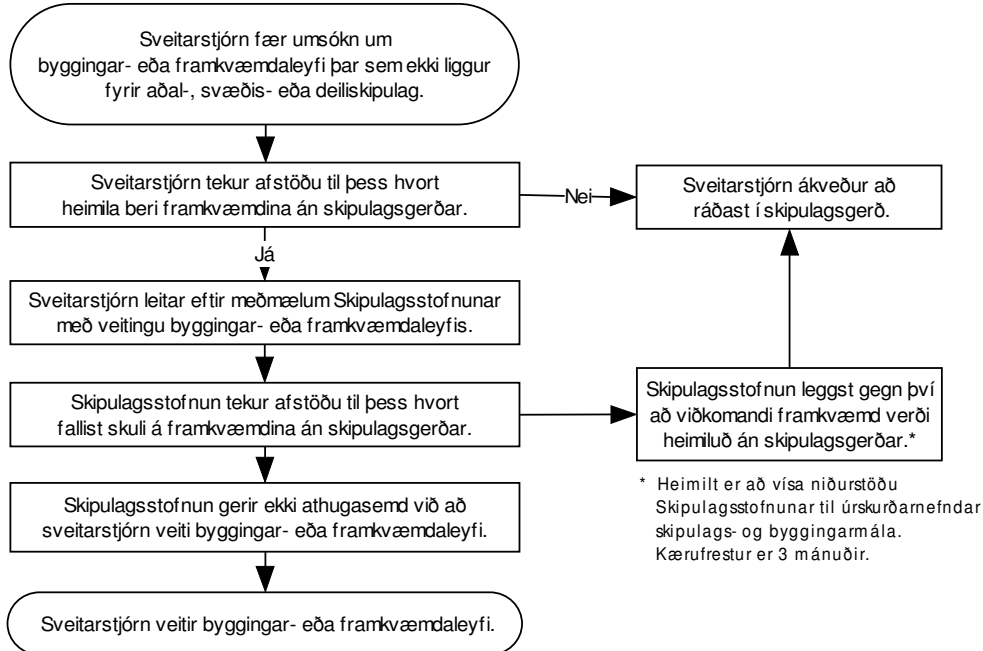 Sveitarstjórn fær umsókn um
byggingar- eða framkvæmdaleyfi þar sem ekki liggur
fyrir aðal-, svæðis- eða deiliskipulag.
Sveitarstjórn tekur afstöðu til þess hvort
heimila beri framkvæmdina án skipulagsgerðar.
Nei
Sveitarstjórn ákveður að
ráðast í skipulagsgerð.
Já
Sveitarstjórn leitar eftir meðmælum Skipulagsstofnunar
með veitingu byggingar- eða framkvæmdaleyfis.
Skipulagsstofnun tekur afstöðu til þess hvort
fallist skuli á framkvæmdina án skipulagsgerðar.
Skipulagsstofnun leggst gegn því
að viðkomandi framkvæmd verði
heimiluð án skipulagsgerðar.*
* Heimilt er að vísa niðurstöðu
Skipulagsstofnunar til úrskurðarnefndar
skipulags- og byggingarmála.
Kærufrestur er 3 mánuðir.
Skipulagsstofnun gerir ekki athugasemd við að
sveitarstjórn veiti byggingar- eða framkvæmdaleyfi.
Sveitarstjórn veitir byggingar- eða framkvæmdaleyfi.